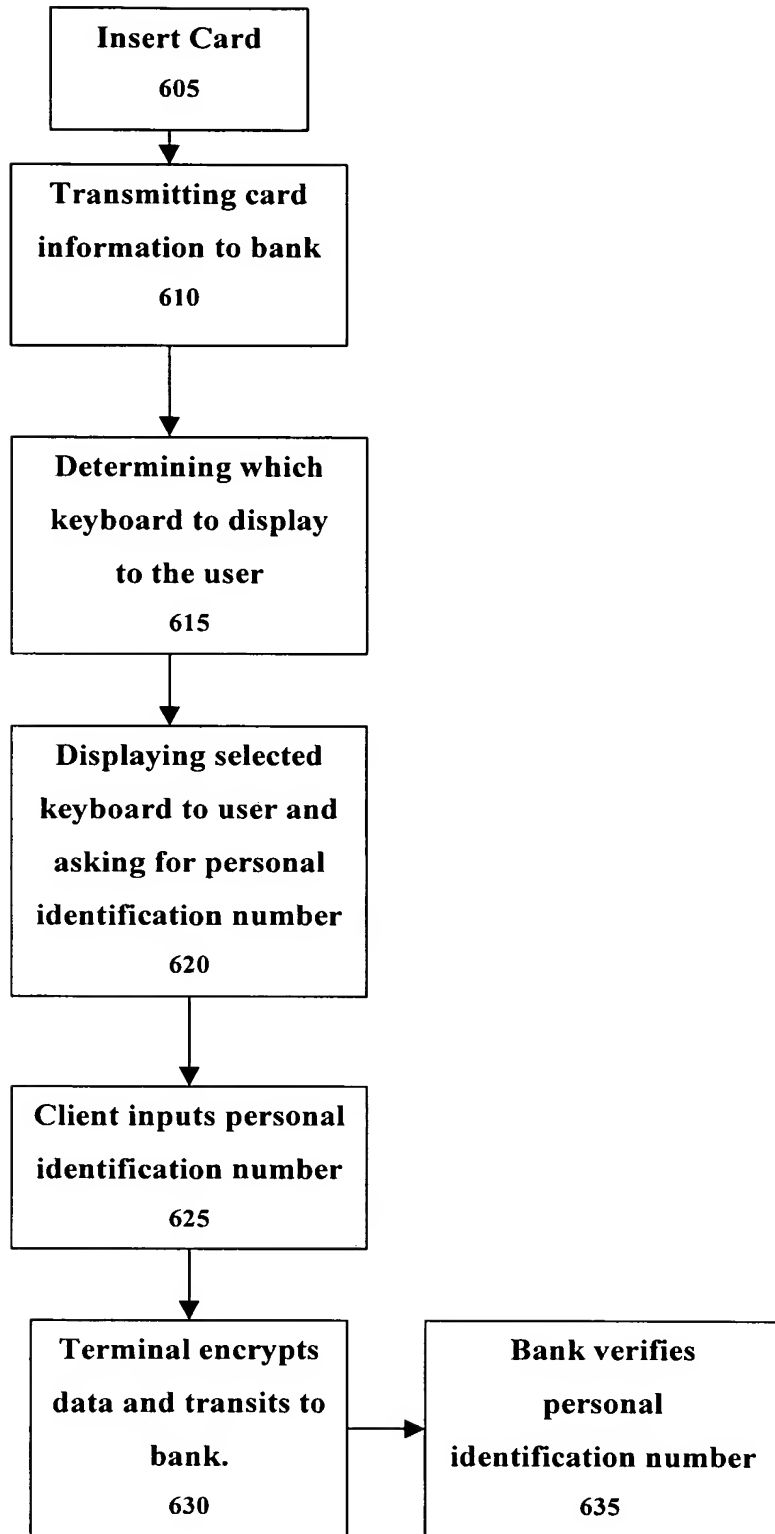 Insert Card
605
Transmitting card
information to bank
610
Determining which
keyboard to display
to the user
615
Displaying selected
keyboard to user and
asking for personal
identification number
620
Client inputs personal
identification number
625
Terminal encrypts
data and transits to
bank.
630
Bank verifies
personal
identification number
635